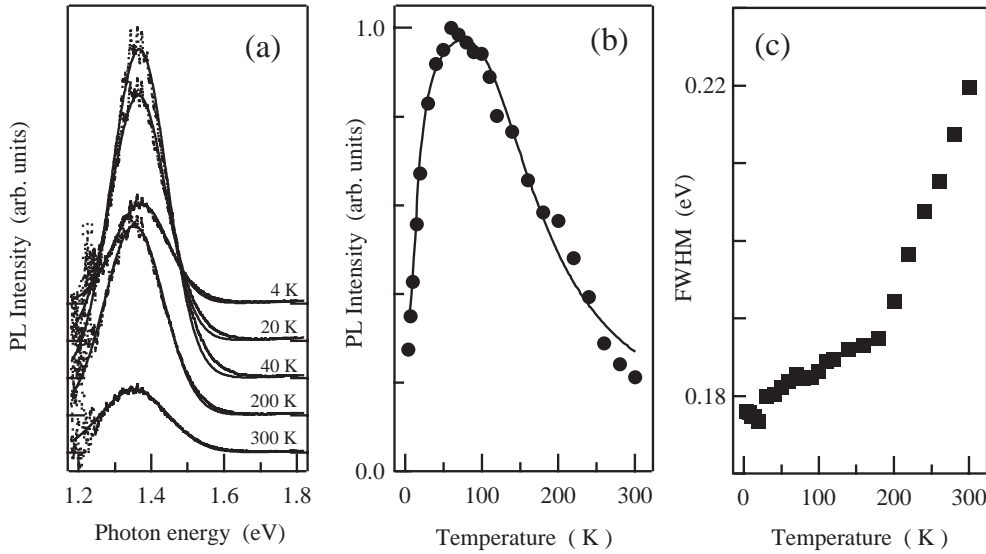 (a)
PL Intensity (arb. units)
4 K
20 K
40 K
200 K
300 K
1.2 1.4 1.6 1.8
Photon energy (eV)
(b)
PL Intensity (arb. units)
1.0
0.0
0 100 200 300
Temperature ( K )
(c)
FWHM (eV)
0.22
0.18
0 100 200 300
Temperature ( K )